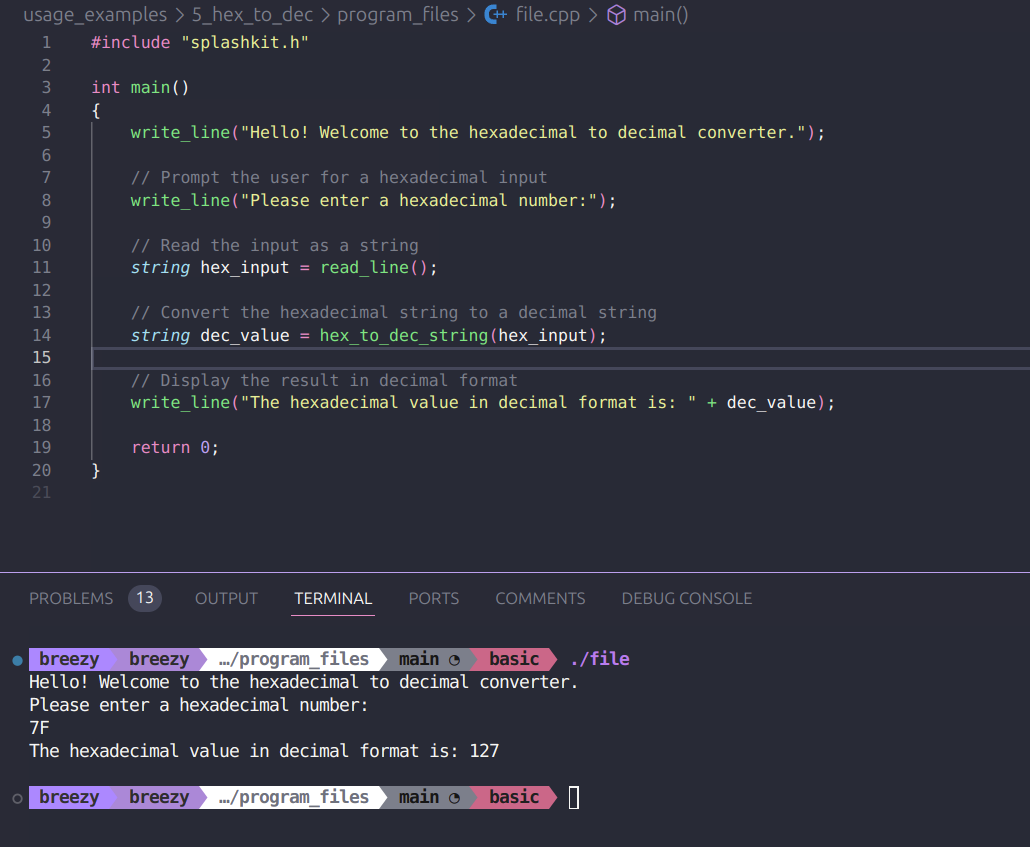 usage_examples > 5_hex_to_dec > program_files > C++ file.cpp > main()
1 #include "splashkit.h"
2
3 int main()
4 {
5 write_line("Hello! Welcome to the hexadecimal to decimal converter.");
6
7 // Prompt the user for a hexadecimal input
8 write_line("Please enter a hexadecimal number:");
9
10 // Read the input as a string
11 string hex_input = read_line();
12
13 // Convert the hexadecimal string to a decimal string
14 string dec_value = hex_to_dec_string(hex_input);
15
16 // Display the result in decimal format
17 write_line("The hexadecimal value in decimal format is: " + dec_value);
18
19 return 0;
20 }
21
PROBLEMS 13 OUTPUT TERMINAL PORTS COMMENTS DEBUG CONSOLE
breezy breezy …/program_files main basic ./file
Hello! Welcome to the hexadecimal to decimal converter.
Please enter a hexadecimal number:
7F
The hexadecimal value in decimal format is: 127
breezy breezy …/program_files main basic